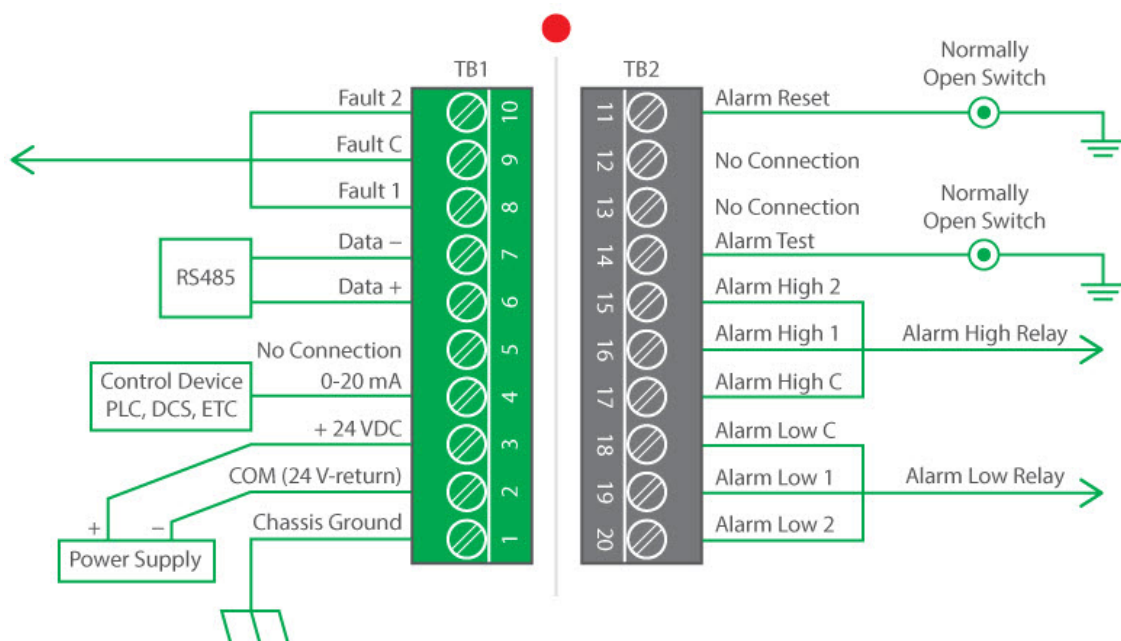 TB1
Fault 2
10
Fault C
9
Fault 1
8
Data –
7
RS485
Data +
6
No Connection
5
Control Device
PLC, DCS, ETC
0-20 mA
4
+ 24 VDC
3
COM (24 V-return)
2
+
–
Power Supply
Chassis Ground
1
TB2
11
Alarm Reset
Normally
Open Switch
12
No Connection
13
No Connection
14
Alarm Test
Normally
Open Switch
15
Alarm High 2
16
Alarm High 1
Alarm High Relay
17
Alarm High C
18
Alarm Low C
19
Alarm Low 1
Alarm Low Relay
20
Alarm Low 2